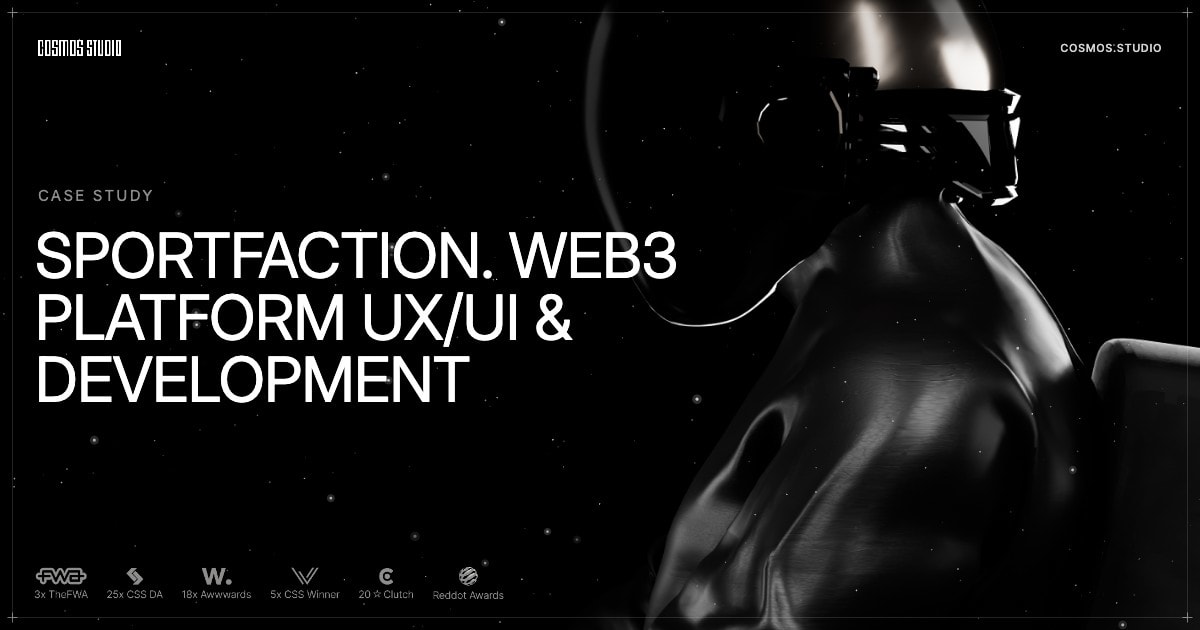 COSMOS STUDIO
COSMOS.STUDIO
CASE STUDY
SPORTFACTION. WEB3
PLATFORM UX/UI &
DEVELOPMENT
FWA W.
3x TheFWA 25x CSS DA 18x Awwwards 5x CSS Winner 20 ☆ Clutch Reddot Awards